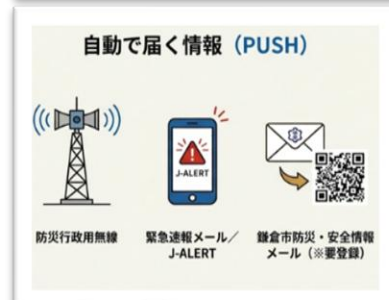 自動で届く情報（PUSH）
J-ALERT
防災行政用無線
緊急速報メール／
J-ALERT
鎌倉市防災・安全情報
メール（※要登録）